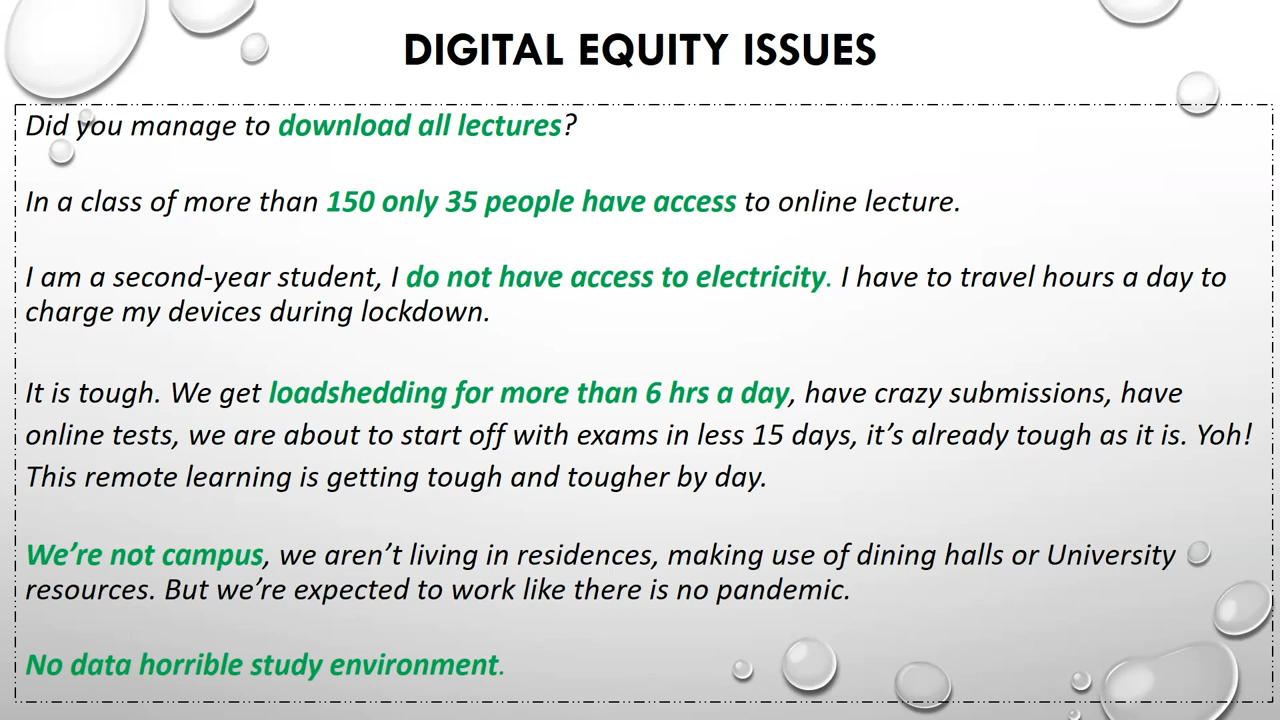 DIGITAL EQUITY ISSUES
Did you manage to download all lectures?
In a class of more than 150 only 35 people have access to online lecture.
I am a second-year student, I do not have access to electricity. I have to travel hours a day to
charge my devices during lockdown.
It is tough. We get loadshedding for more than 6 hrs a day, have crazy submissions, have
online tests, we are about to start off with exams in less 15 days, it’s already tough as it is. Yoh!
This remote learning is getting tough and tougher by day.
We’re not campus, we aren’t living in residences, making use of dining halls or University
resources. But we’re expected to work like there is no pandemic.
No data horrible study environment.